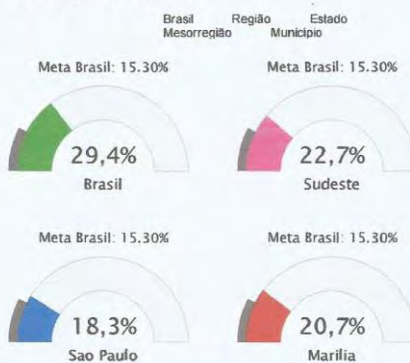 Brasil Região Estado
Mesorregião Município
Meta Brasil: 15.30% Meta Brasil: 15.30%
29,4% 22,7%
Brasil Sudeste
Meta Brasil: 15.30% Meta Brasil: 15.30%
18,3% 20,7%
Sao Paulo Marilia